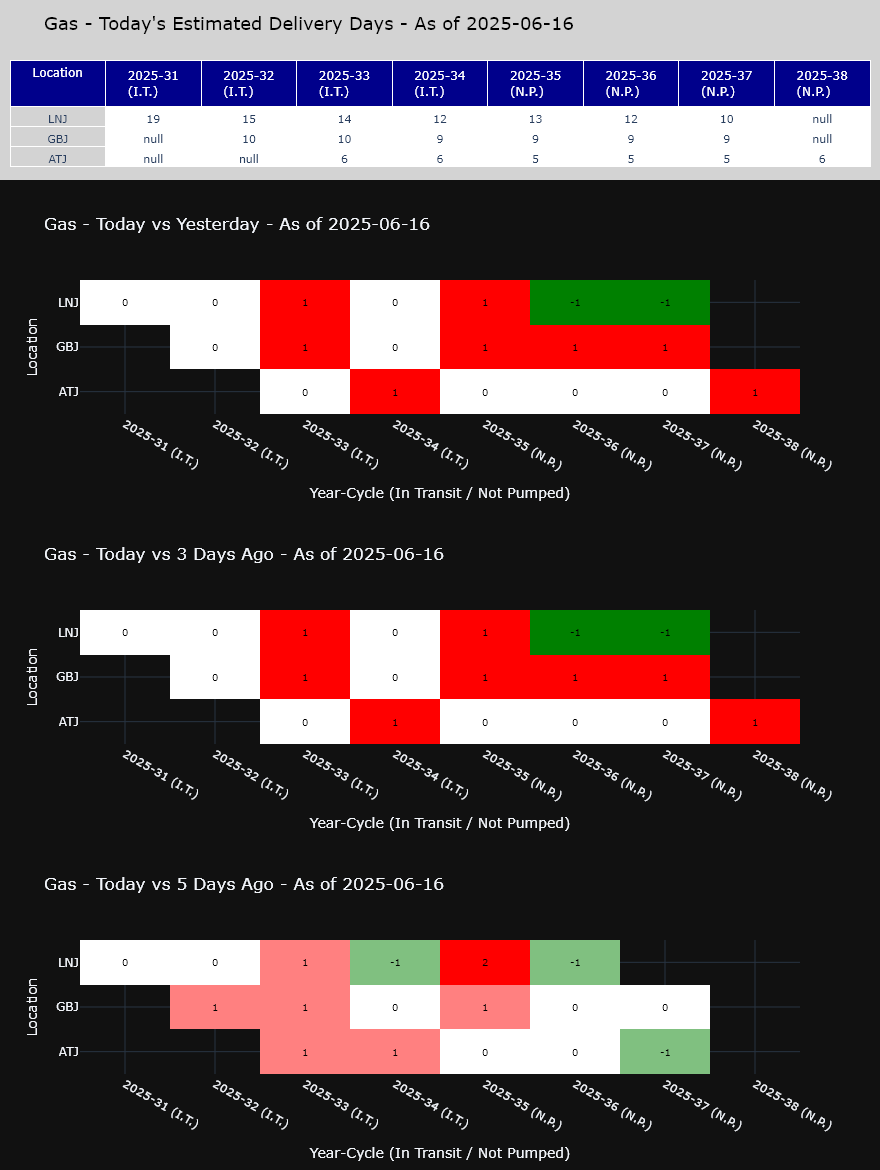 Gas - Today's Estimated Delivery Days - As of 2025-06-16
Location 2025-31 (I.T.) 2025-32 (I.T.) 2025-33 (I.T.) 2025-34 (I.T.) 2025-35 (N.P.) 2025-36 (N.P.) 2025-37 (N.P.) 2025-38 (N.P.)
LNJ 19 15 14 12 13 12 10 null
GBJ null 10 10 9 9 9 9 null
ATJ null null 6 6 5 5 5 6
Gas - Today vs Yesterday - As of 2025-06-16
Location
LNJ 0 0 1 0 1 -1 -1
GBJ 0 1 0 1 1 1
ATJ 0 1 0 0 0 1
2025-31 (I.T.) 2025-32 (I.T.) 2025-33 (I.T.) 2025-34 (I.T.) 2025-35 (N.P.) 2025-36 (N.P.) 2025-37 (N.P.) 2025-38 (N.P.)
Year-Cycle (In Transit / Not Pumped)
Gas - Today vs 3 Days Ago - As of 2025-06-16
Location
LNJ 0 0 1 0 1 -1 -1
GBJ 0 1 0 1 1 1
ATJ 0 1 0 0 0 1
2025-31 (I.T.) 2025-32 (I.T.) 2025-33 (I.T.) 2025-34 (I.T.) 2025-35 (N.P.) 2025-36 (N.P.) 2025-37 (N.P.) 2025-38 (N.P.)
Year-Cycle (In Transit / Not Pumped)
Gas - Today vs 5 Days Ago - As of 2025-06-16
Location
LNJ 0 0 1 -1 2 -1
GBJ 1 1 0 1 0 0
ATJ 1 1 0 0 -1
2025-31 (I.T.) 2025-32 (I.T.) 2025-33 (I.T.) 2025-34 (I.T.) 2025-35 (N.P.) 2025-36 (N.P.) 2025-37 (N.P.) 2025-38 (N.P.)
Year-Cycle (In Transit / Not Pumped)